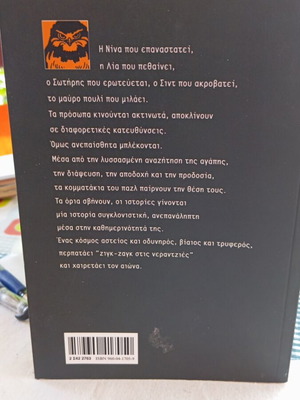 Η Νίνα που επαναστατεί,
η Λία που πεθαίνει,
ο Σωτήρης που ερωτεύεται, ο Σιντ που ακροβατεί,
το μαύρο πουλί που μιλάει.
Τα πρόσωπα κινούνται ακτινωτά, αποκλίνουν
σε διαφορετικές κατευθύνσεις.
Όμως ανεπαίσθητα μπλέκονται.
Μέσα από την λυσσασμένη αναζήτηση της αγάπης,
την διάψευση, την αποδοχή και την προδοσία,
τα κομματάκια του παζλ παίρνουν την θέση τους.
Τα όρια σβήνουν, οι ιστορίες γίνονται
μία ιστορία συγκλονιστική, ανεπανάληπτη
μέσα στην καθημερινότητά της.
Ένας κόσμος αστείος και οδυνηρός, βίαιος και τρυφερός,
περπατάει "ζιγκ-ζαγκ στις νεραντζιές"
και χαιρετάει τον αιώνα.